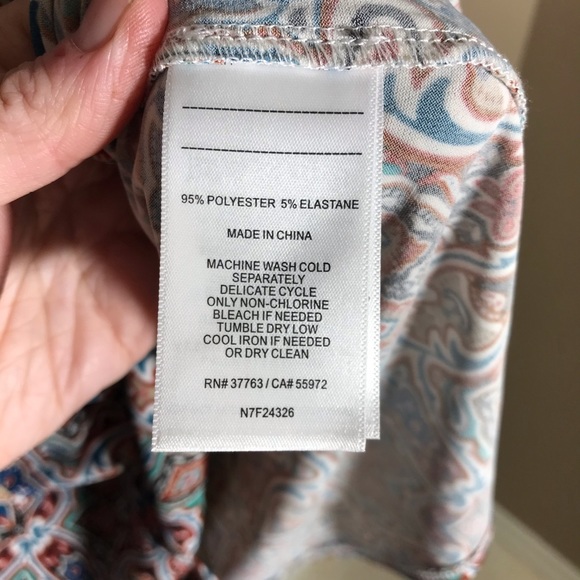 95% POLYESTER 5% ELASTANE
MADE IN CHINA
MACHINE WASH COLD
SEPARATELY
DELICATE CYCLE
ONLY NON-CHLORINE
BLEACH IF NEEDED
TUMBLE DRY LOW
COOL IRON IF NEEDED
OR DRY CLEAN
RN# 37763 / CA# 55972
N7F24326